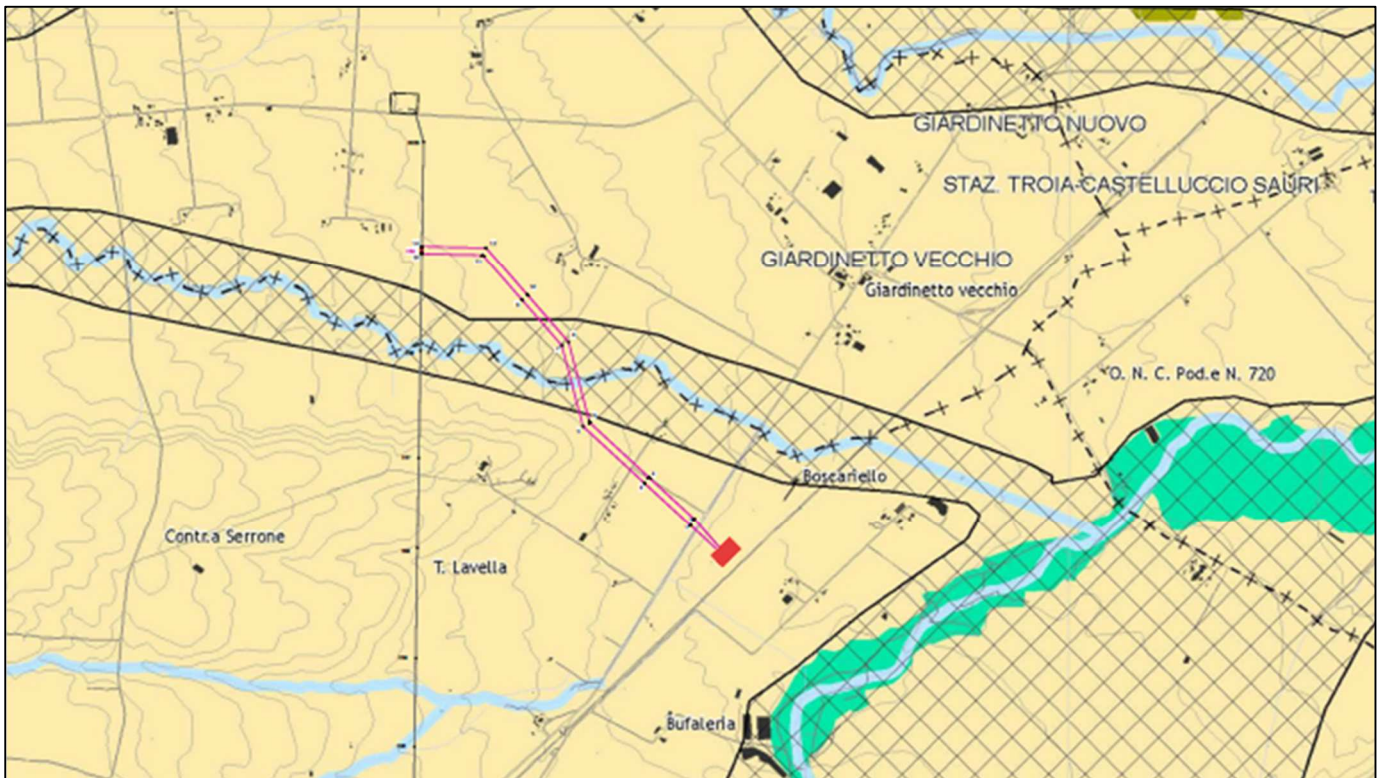 GIARDINETTO NUOVO
STAZ. TROIA-CASTELLUCCIO SAURI
GIARDINETTO VECCHIO
Giardinetto vecchio
O. N. C. Pod.e N. 720
Boscariello
Contr.a Serrone
T. Lavella
Bufaleria